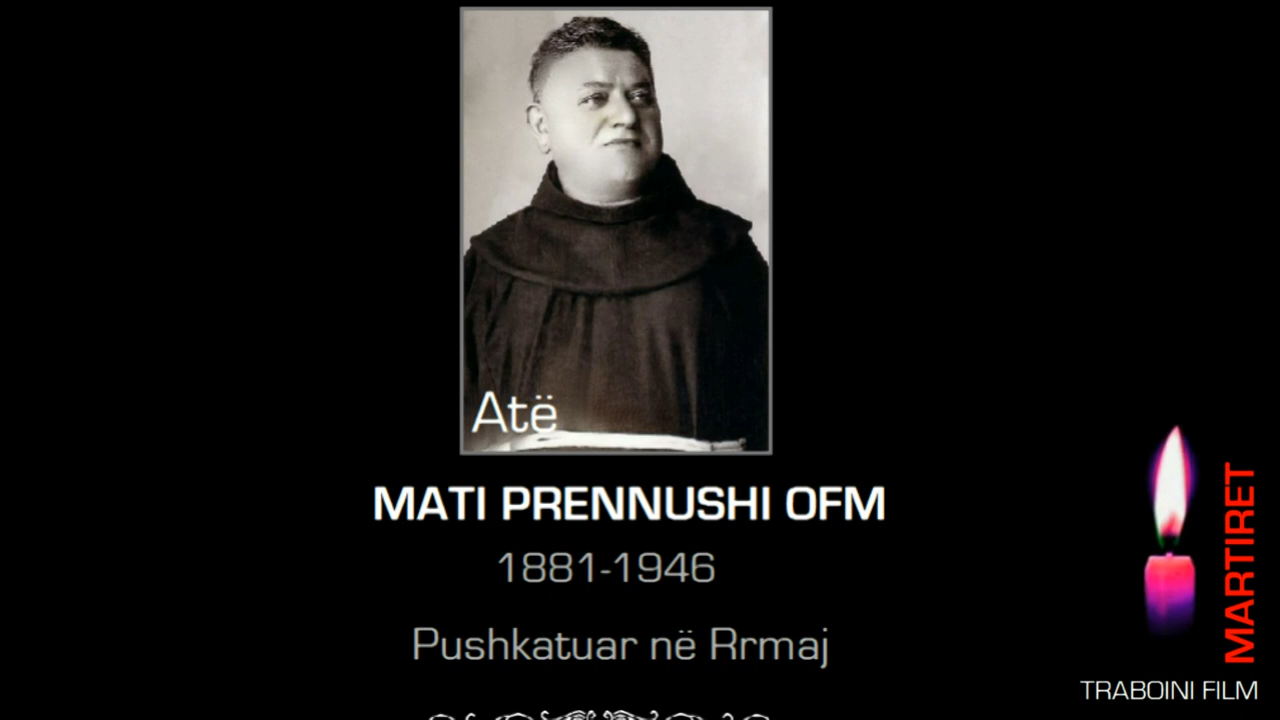 Atë
MATI PRENNUSHI OFM
1881-1946
Pushkatuar në Rrmaj
MARTIRET
TRABOINI FILM